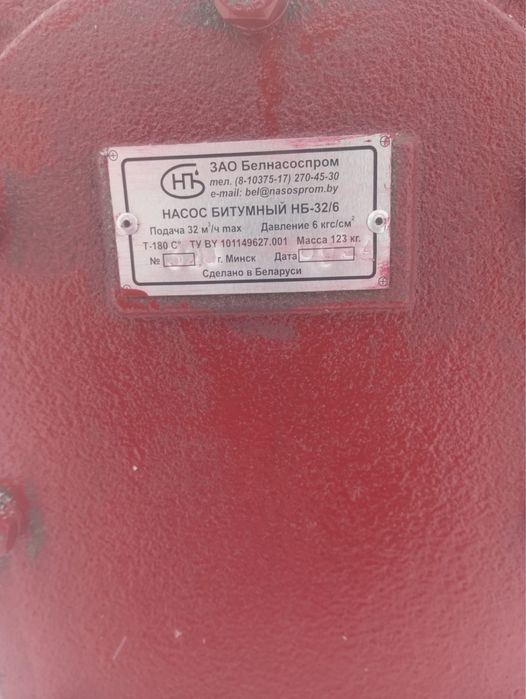 СНПБ
ЗАО Белнасоспром
тел. (8-10375-17) 270-45-30
e-mail: bel@nasosprom.by
НАСОС БИТУМНЫЙ НБ-32/6
Подача 32 м³/ч max Давление 6 кгс/см²
Т-180 С° ТУ BY 101149627.001 Масса 123 кг.
№ г. Минск Дата
Сделано в Беларуси